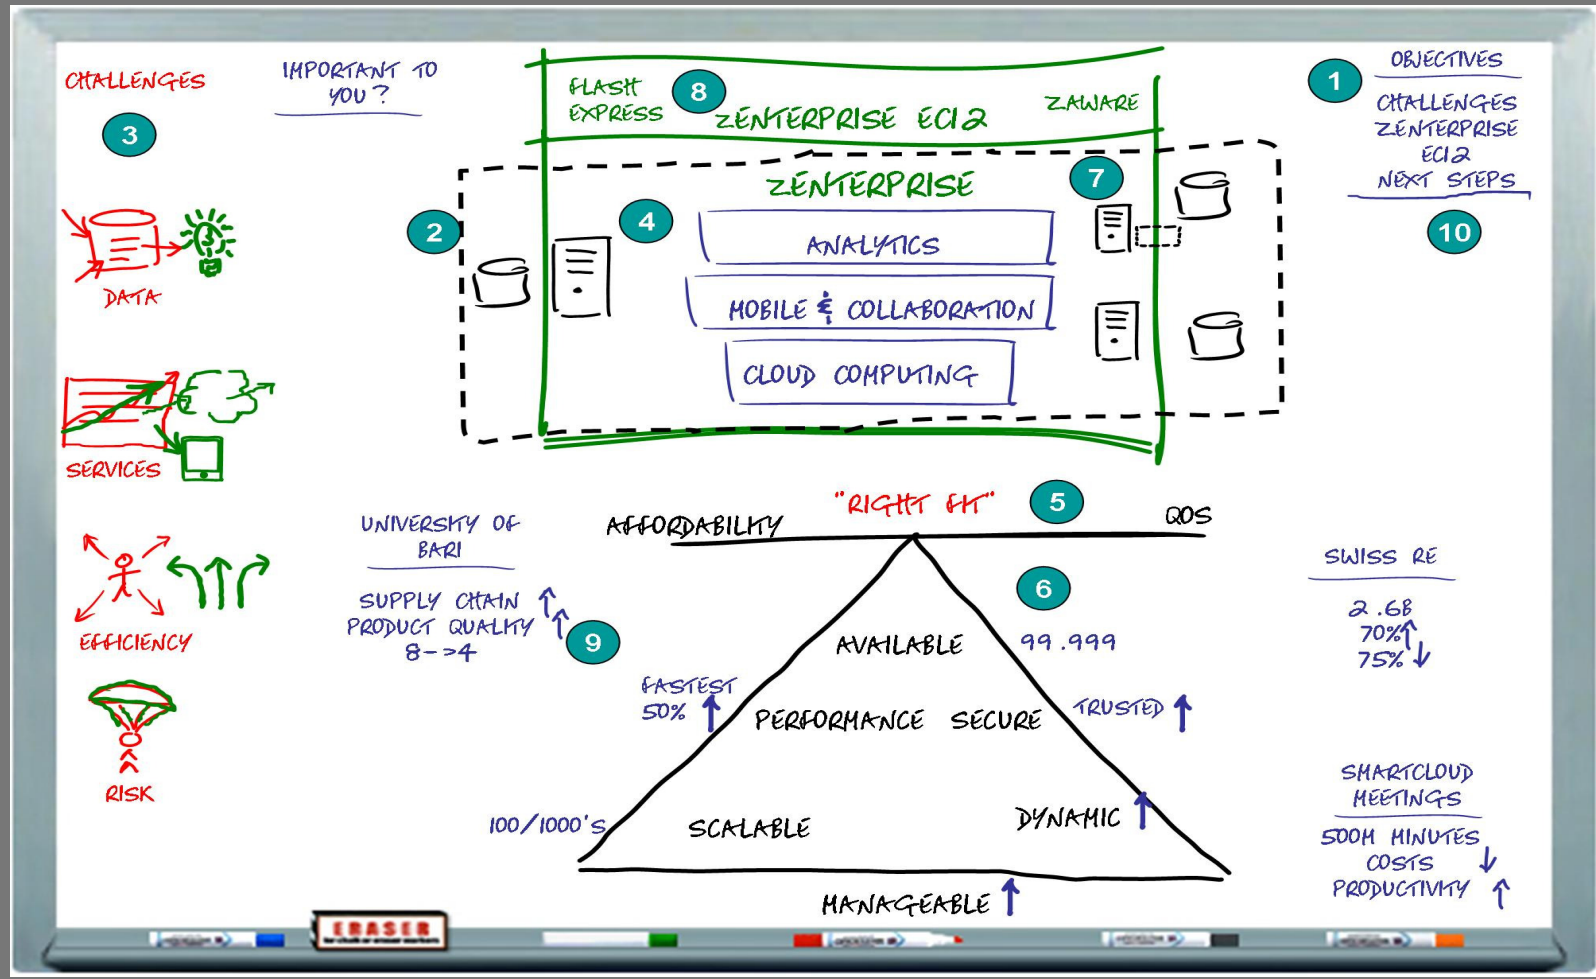 CHALLENGES
3
DATA
SERVICES
EFFICIENCY
RISK
IMPORTANT TO
YOU?
2
FLASH
EXPRESS
8
ZENTERPRISE EC12
ZAWARE
ZENTERPRISE
7
4
ANALYTICS
MOBILE & COLLABORATION
CLOUD COMPUTING
1
OBJECTIVES
CHALLENGES
ZENTERPRISE
EC12
NEXT STEPS
10
"RIGHT FIT"
5
AFFORDABILITY
QOS
6
UNIVERSITY OF
BARI
SUPPLY CHAIN ↑
PRODUCT QUALITY ↑
8->4
9
AVAILABLE
99.999
FASTEST
50% ↑
PERFORMANCE
SECURE
TRUSTED ↑
100/1000'S
SCALABLE
DYNAMIC ↑
MANAGEABLE ↑
SWISS RE
2.6B
70% ↑
75% ↓
SMARTCLOUD
MEETINGS
500M MINUTES
COSTS ↓
PRODUCTIVITY ↑
ERASER